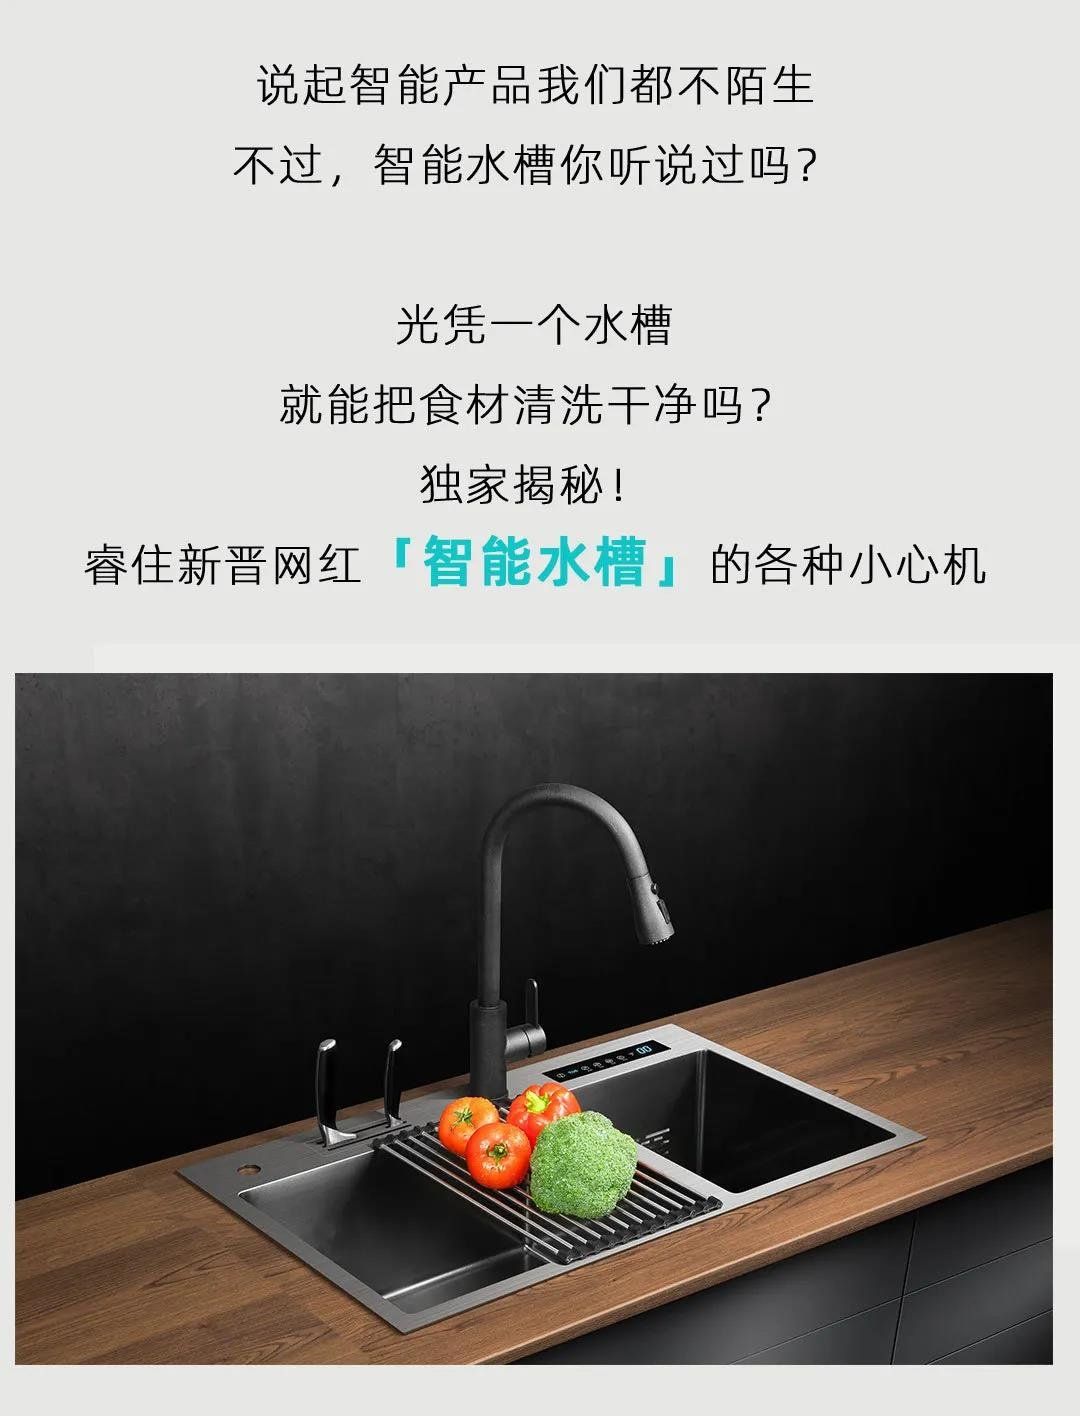 说起智能产品我们都不陌生
不过，智能水槽你听说过吗？
光凭一个水槽
就能把食材清洗干净吗？
独家揭秘！
睿住新晋网红「智能水槽」的各种小心机
00